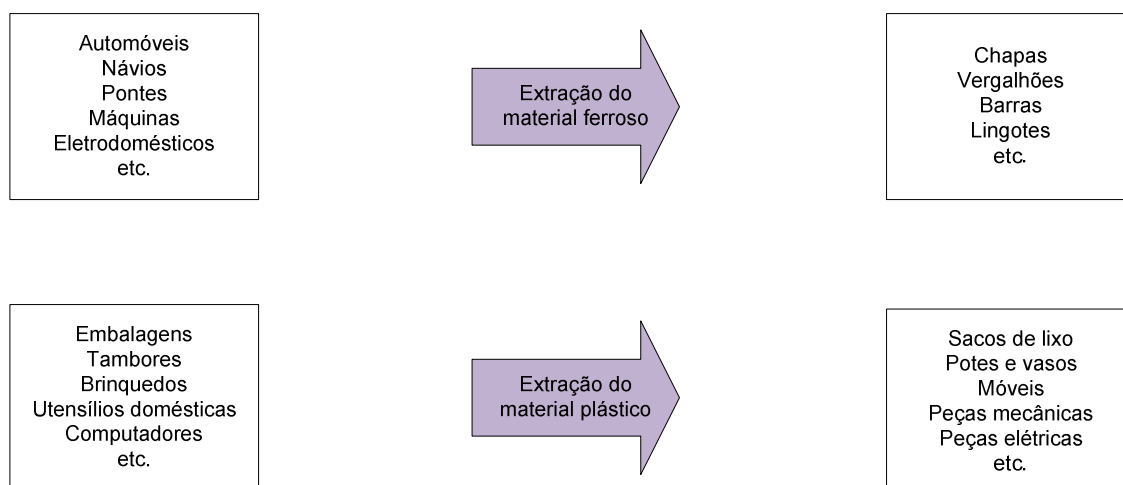 Automóveis
Návios
Pontes
Máquinas
Eletrodomésticos
etc.
Extração do
material ferroso
Chapas
Vergalhões
Barras
Lingotes
etc.
Embalagens
Tambores
Brinquedos
Utensílios domésticas
Computadores
etc.
Extração do
material plástico
Sacos de lixo
Potes e vasos
Móveis
Peças mecânicas
Peças elétricas
etc.